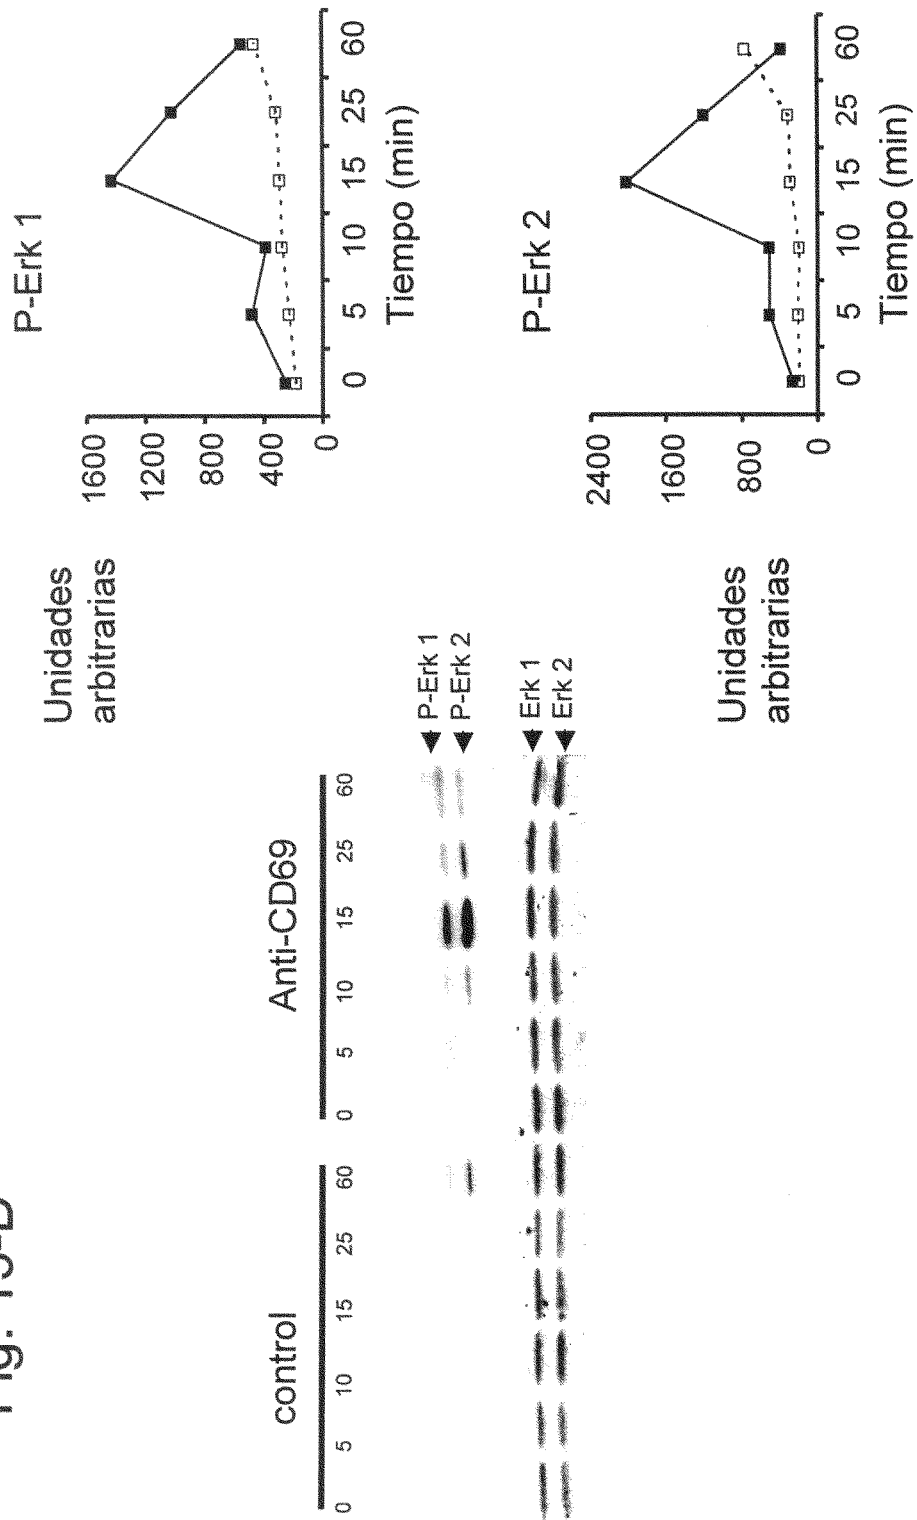 Fig.
control
Anti-CD69
0 5 10 15 25 60 0 5 10 15 25 60
P-Erk 1
P-Erk 2
Erk 1
Erk 2
P-Erk 1
Unidades
arbitrarias
1600
1200
800
400
0
0 5 10 15 25 60
Tiempo (min)
P-Erk 2
Unidades
arbitrarias
2400
1600
800
0
0 5 10 15 25 60
Tiempo (min)